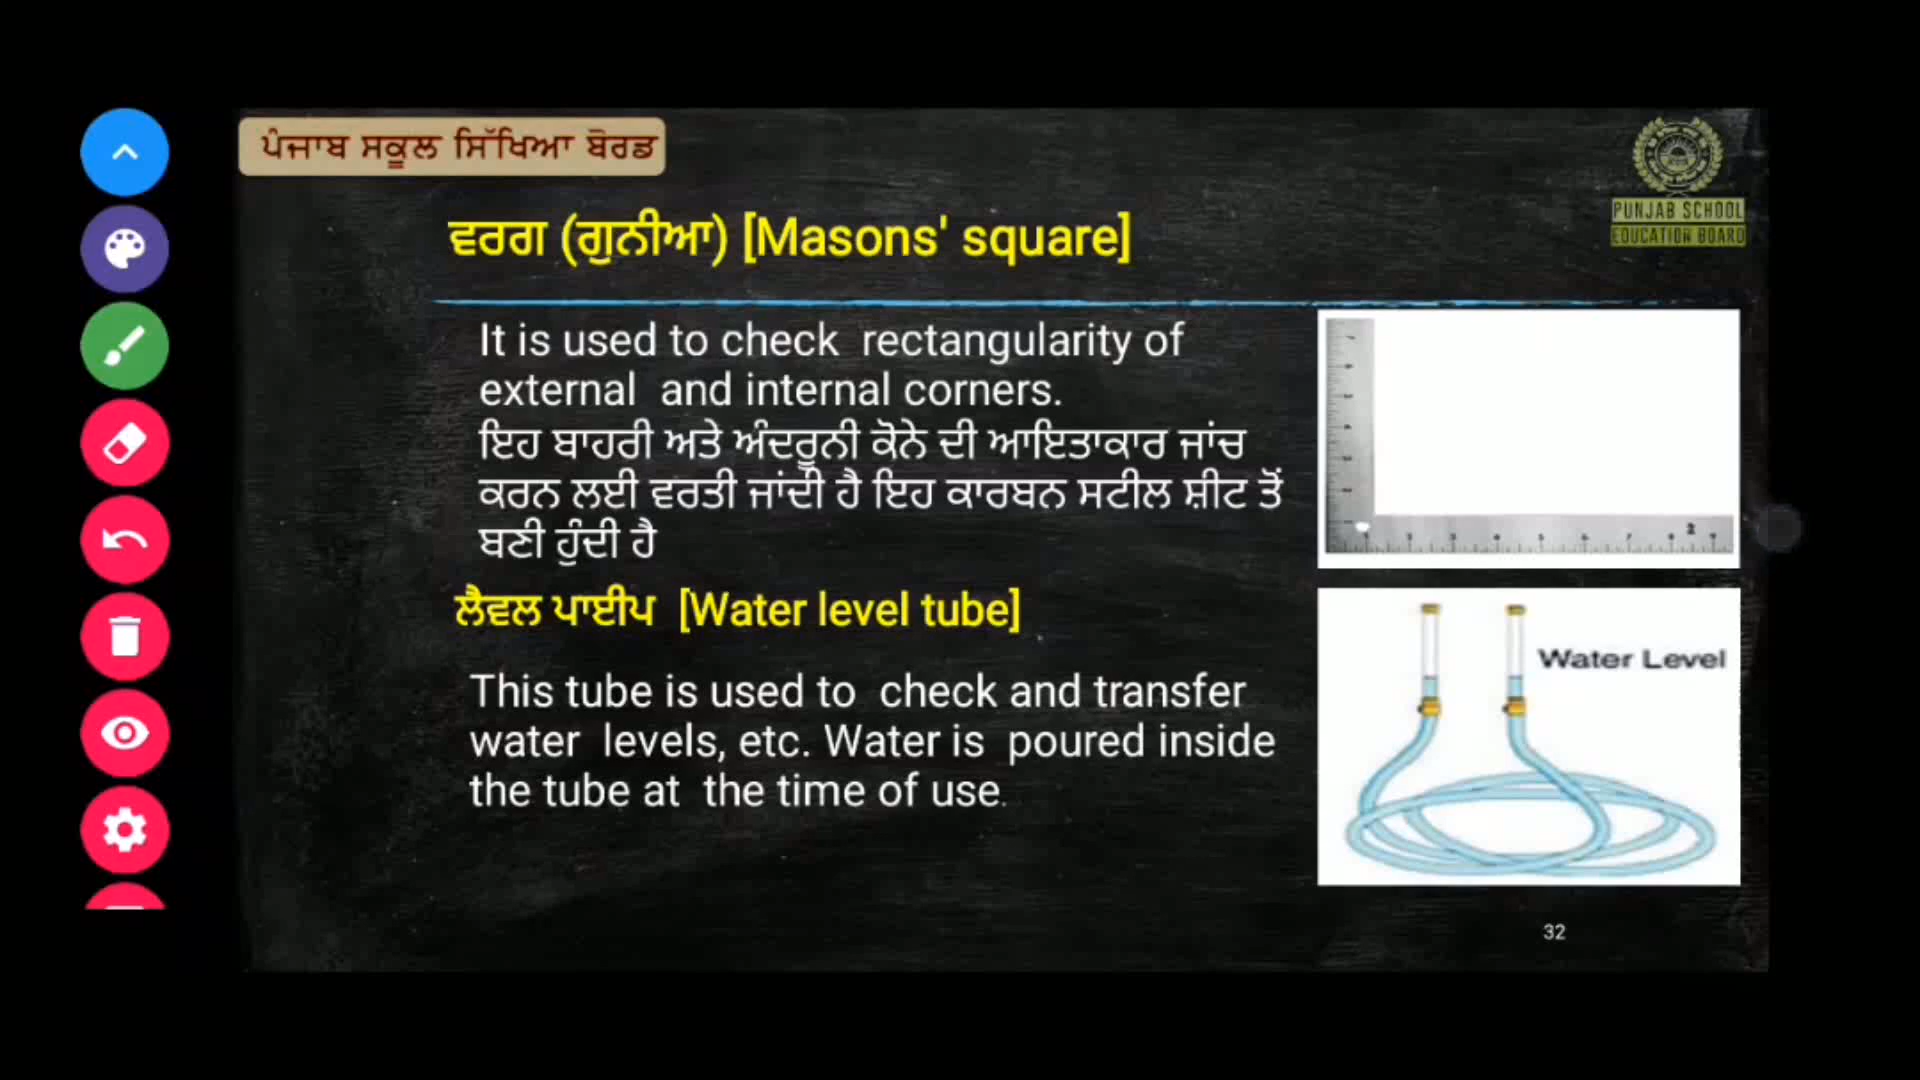 ਪੰਜਾਬ ਸਕੂਲ ਸਿੱਖਿਆ ਬੋਰਡ
PUNJAB SCHOOL
EDUCATION BOARD
ਵਰਗ (ਗੁਨੀਆ) [Masons' square]
It is used to check rectangularity of
external and internal corners.
ਇਹ ਬਾਹਰੀ ਅਤੇ ਅੰਦਰੂਨੀ ਕੋਨੇ ਦੀ ਆਇਤਾਕਾਰ ਜਾਂਚ
ਕਰਨ ਲਈ ਵਰਤੀ ਜਾਂਦੀ ਹੈ ਇਹ ਕਾਰਬਨ ਸਟੀਲ ਸ਼ੀਟ ਤੋਂ
ਬਣੀ ਹੁੰਦੀ ਹੈ
ਲੈਵਲ ਪਾਈਪ [Water level tube]
This tube is used to check and transfer
water levels, etc. Water is poured inside
the tube at the time of use.
Water Level
32